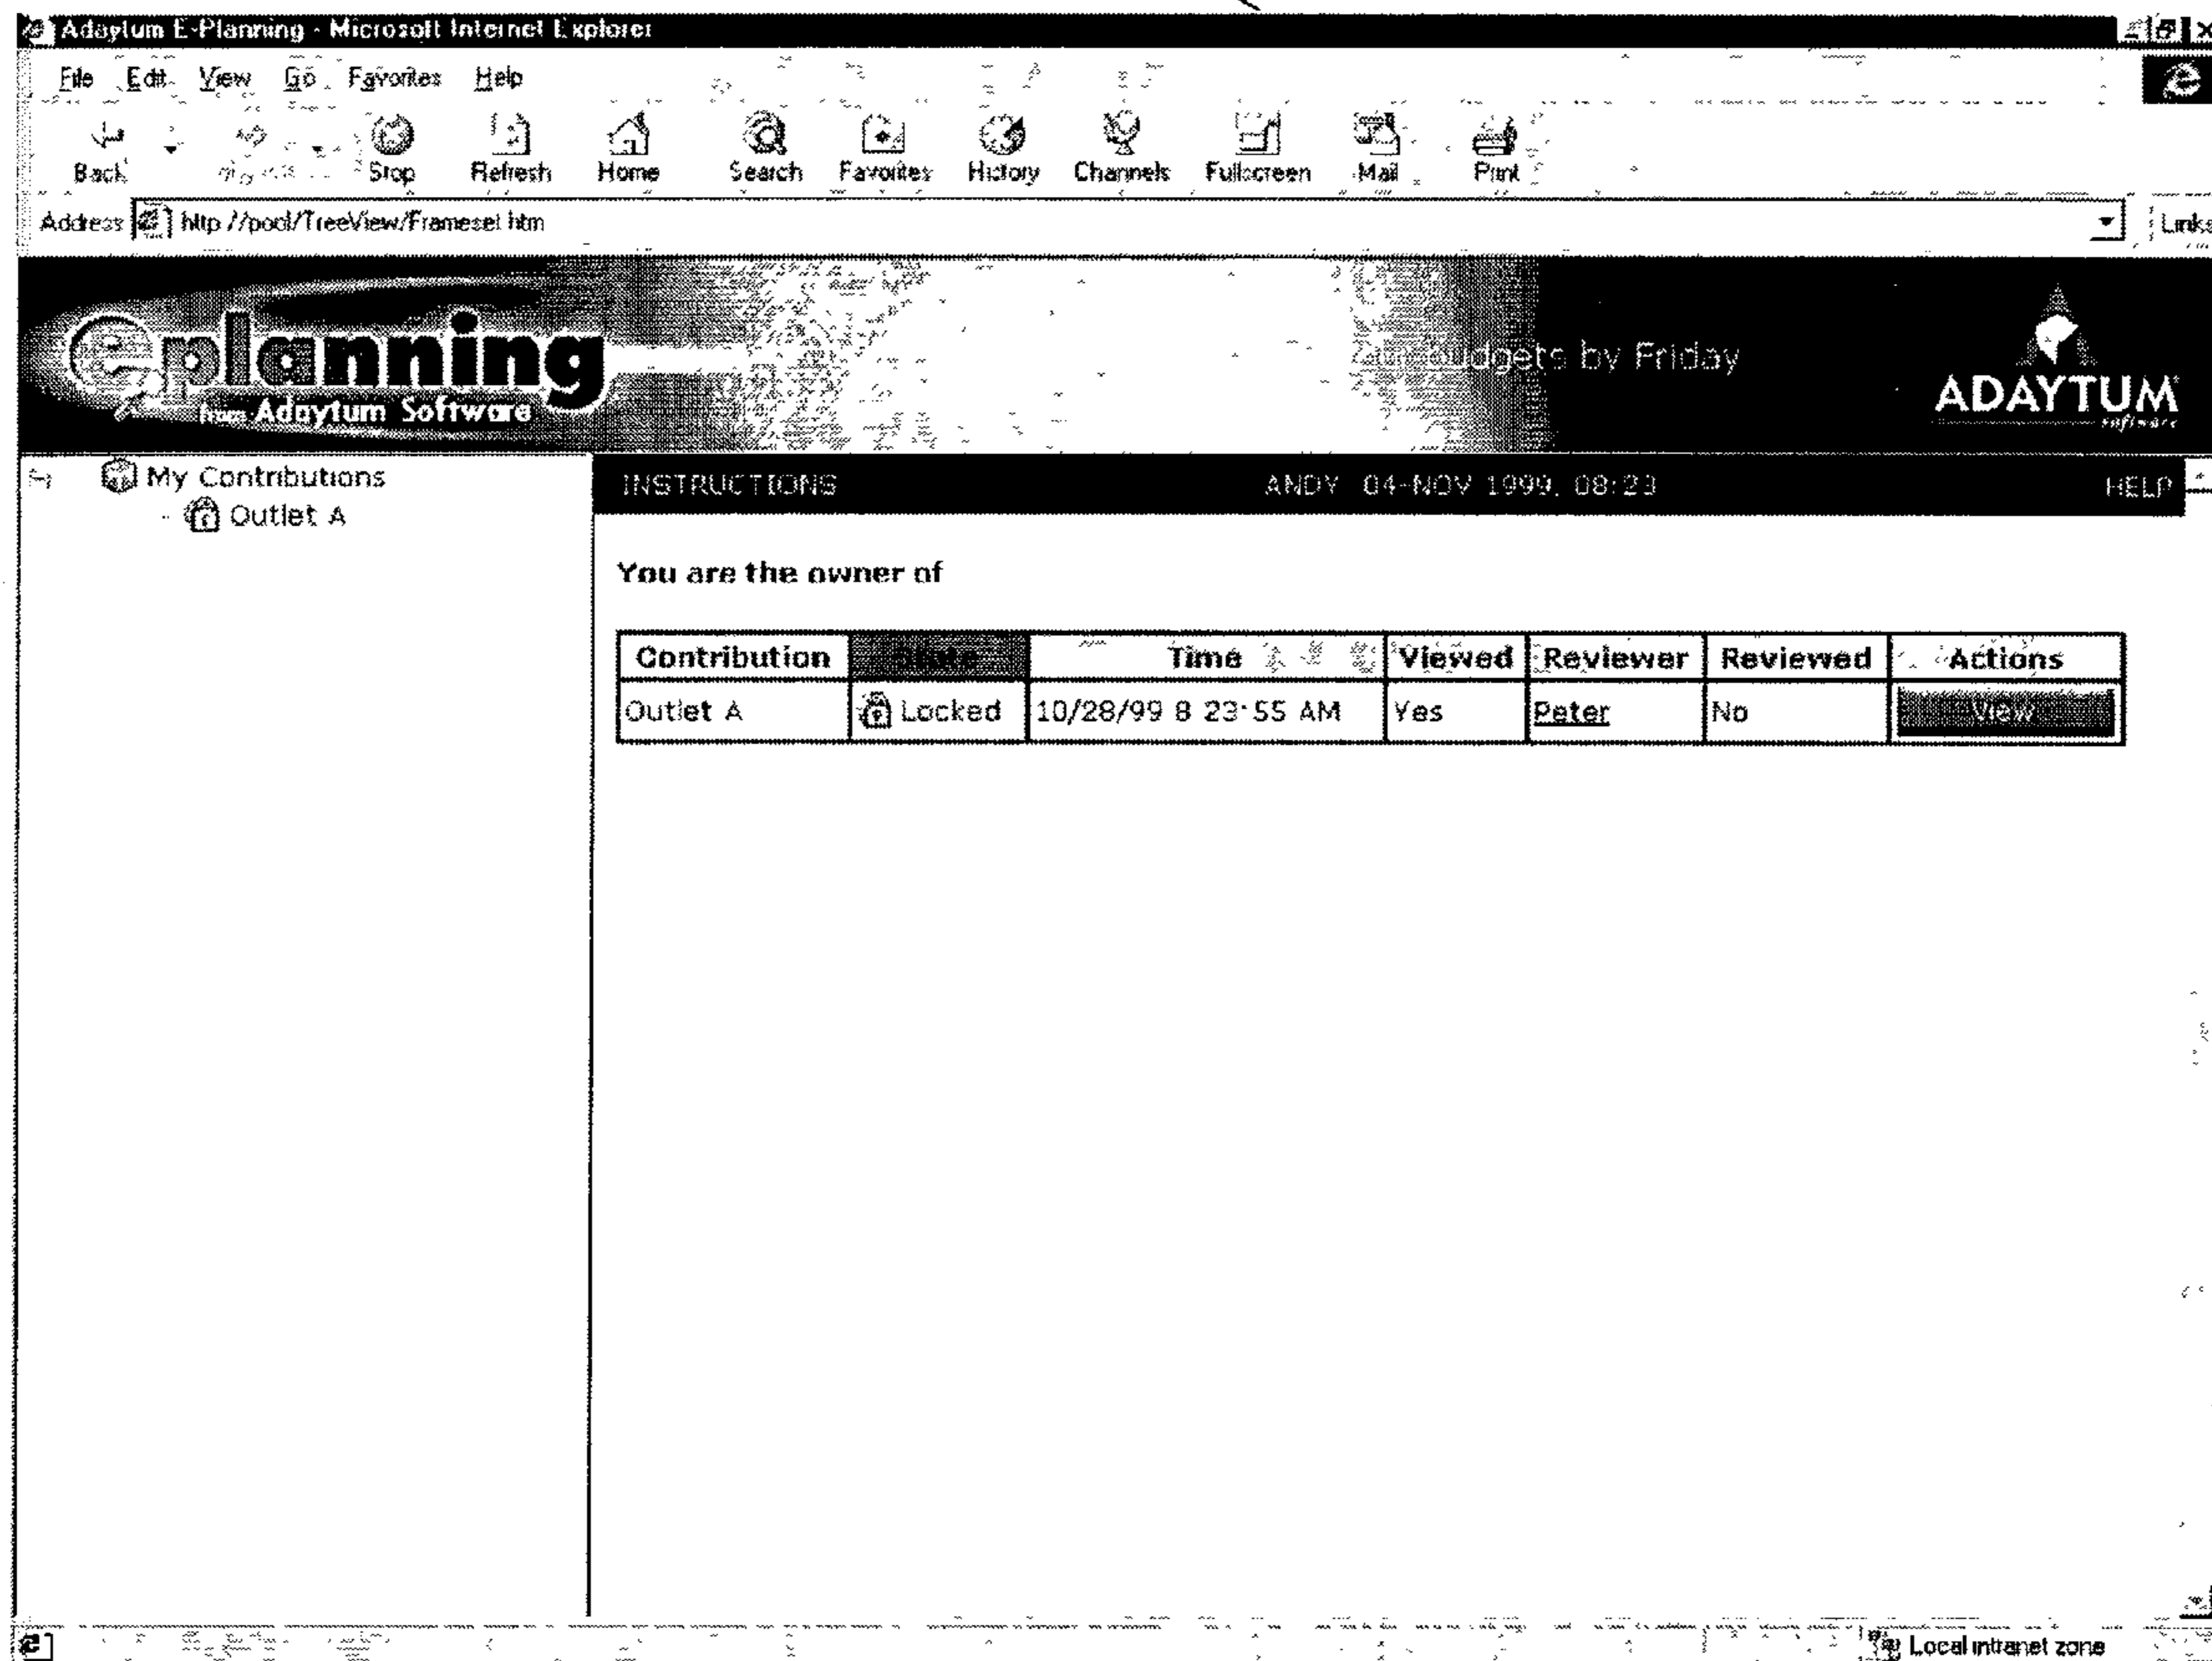 Adaytum E-Planning - Microsoft Internet Explorer
File Edit View Go Favorites Help
Back Stop Refresh Home Search Favorites History Channels Fullscreen Mail Print
Address http //pool/TreeView/Frameset htm Links
eplanning
from Adaytum Software
budgets by Friday
ADAYTUM
software
My Contributions
Outlet A
INSTRUCTIONS ANDY 04-NOV 1999, 08:23 HELP
You are the owner of
Contribution State Time Viewed Reviewer Reviewed Actions
Outlet A Locked 10/28/99 8 23:55 AM Yes Peter No View
Local intranet zone